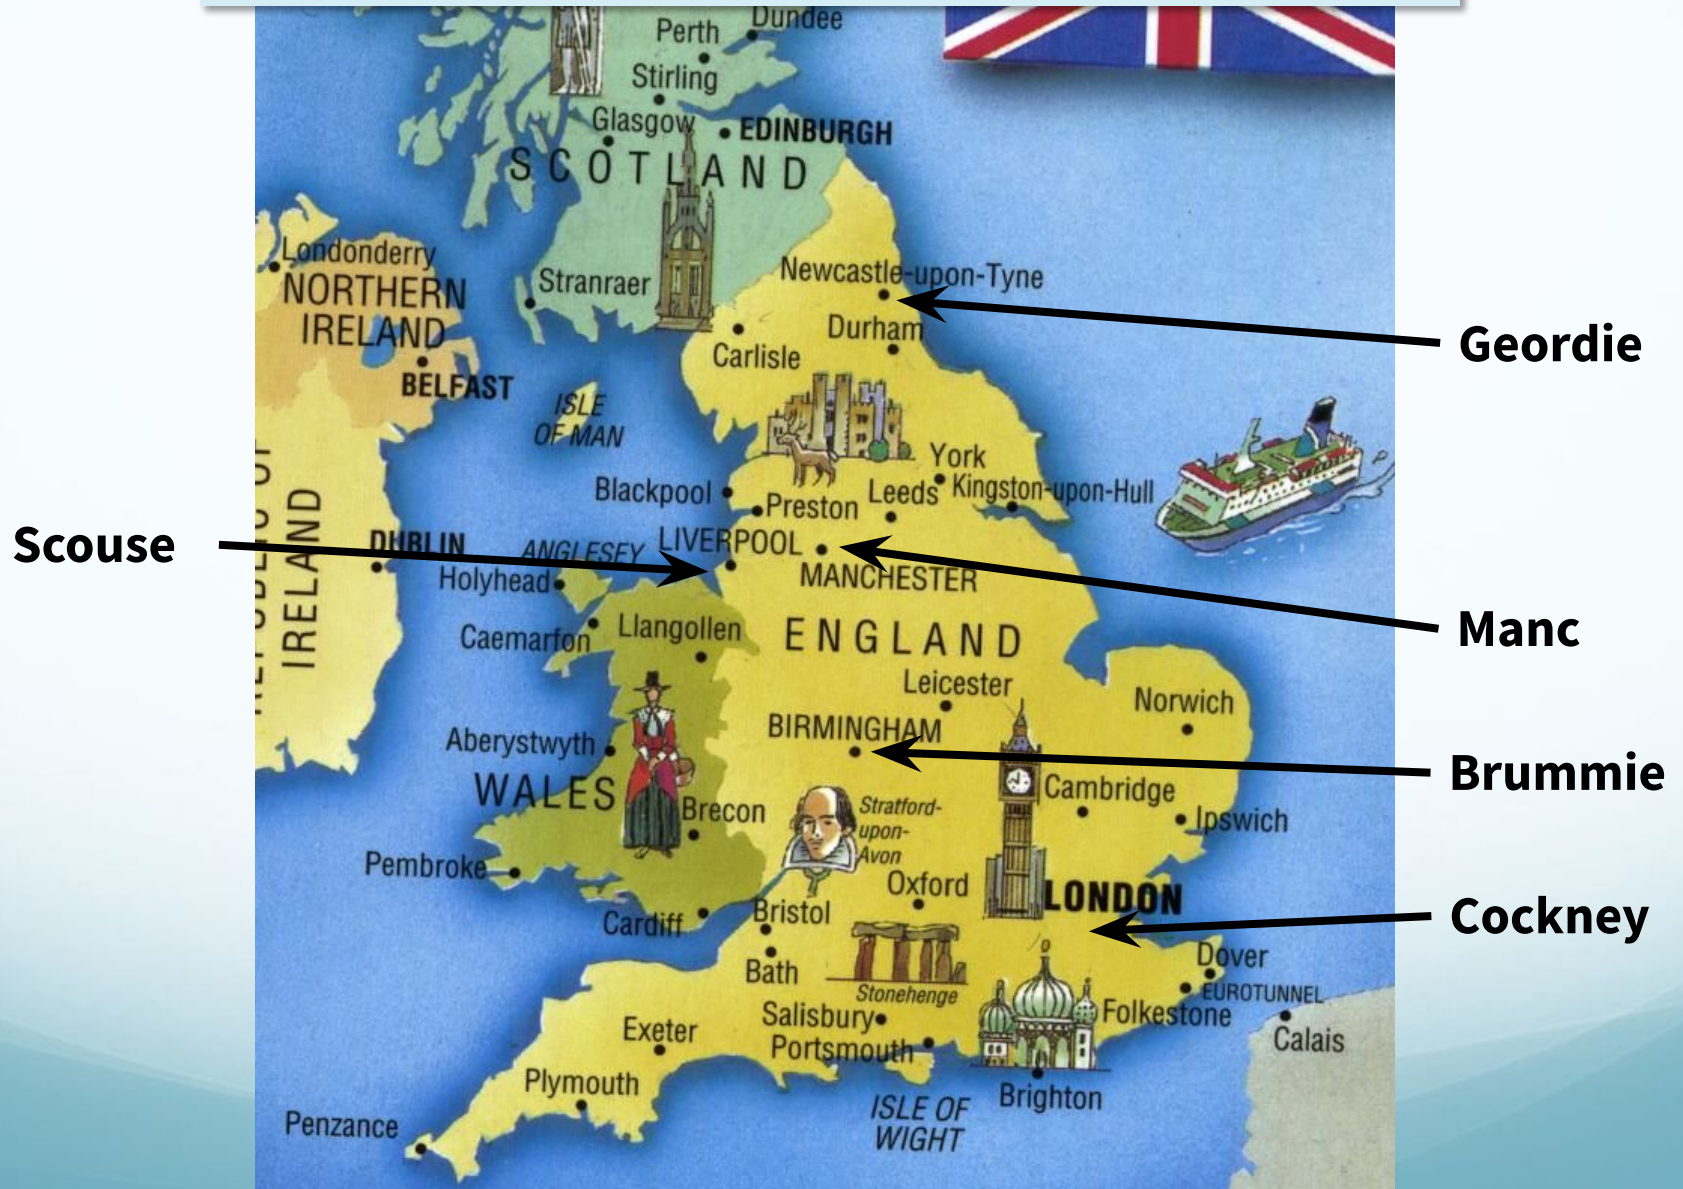 Dundee
Perth
Stirling
Glasgow
EDINBURGH
SCOTLAND
Londonderry
NORTHERN
IRELAND
BELFAST
Stranraer
Newcastle-upon-Tyne
Durham
Carlisle
Geordie
ISLE
OF MAN
York
Blackpool
Preston
Leeds
Kingston-upon-Hull
Scouse
DUBLIN
IRELAND
ANGLESEY
LIVERPOOL
Holyhead
MANCHESTER
Manc
Caemarfon
Llangollen
ENGLAND
Leicester
Norwich
BIRMINGHAM
Brummie
Aberystwyth
WALES
Cambridge
Brecon
Stratford-
upon-
Avon
Ipswich
Pembroke
Oxford
LONDON
Cockney
Cardiff
Bristol
Bath
Stonehenge
Dover
EUROTUNNEL
Folkestone
Calais
Salisbury
Portsmouth
Exeter
Plymouth
Brighton
ISLE OF
WIGHT
Penzance